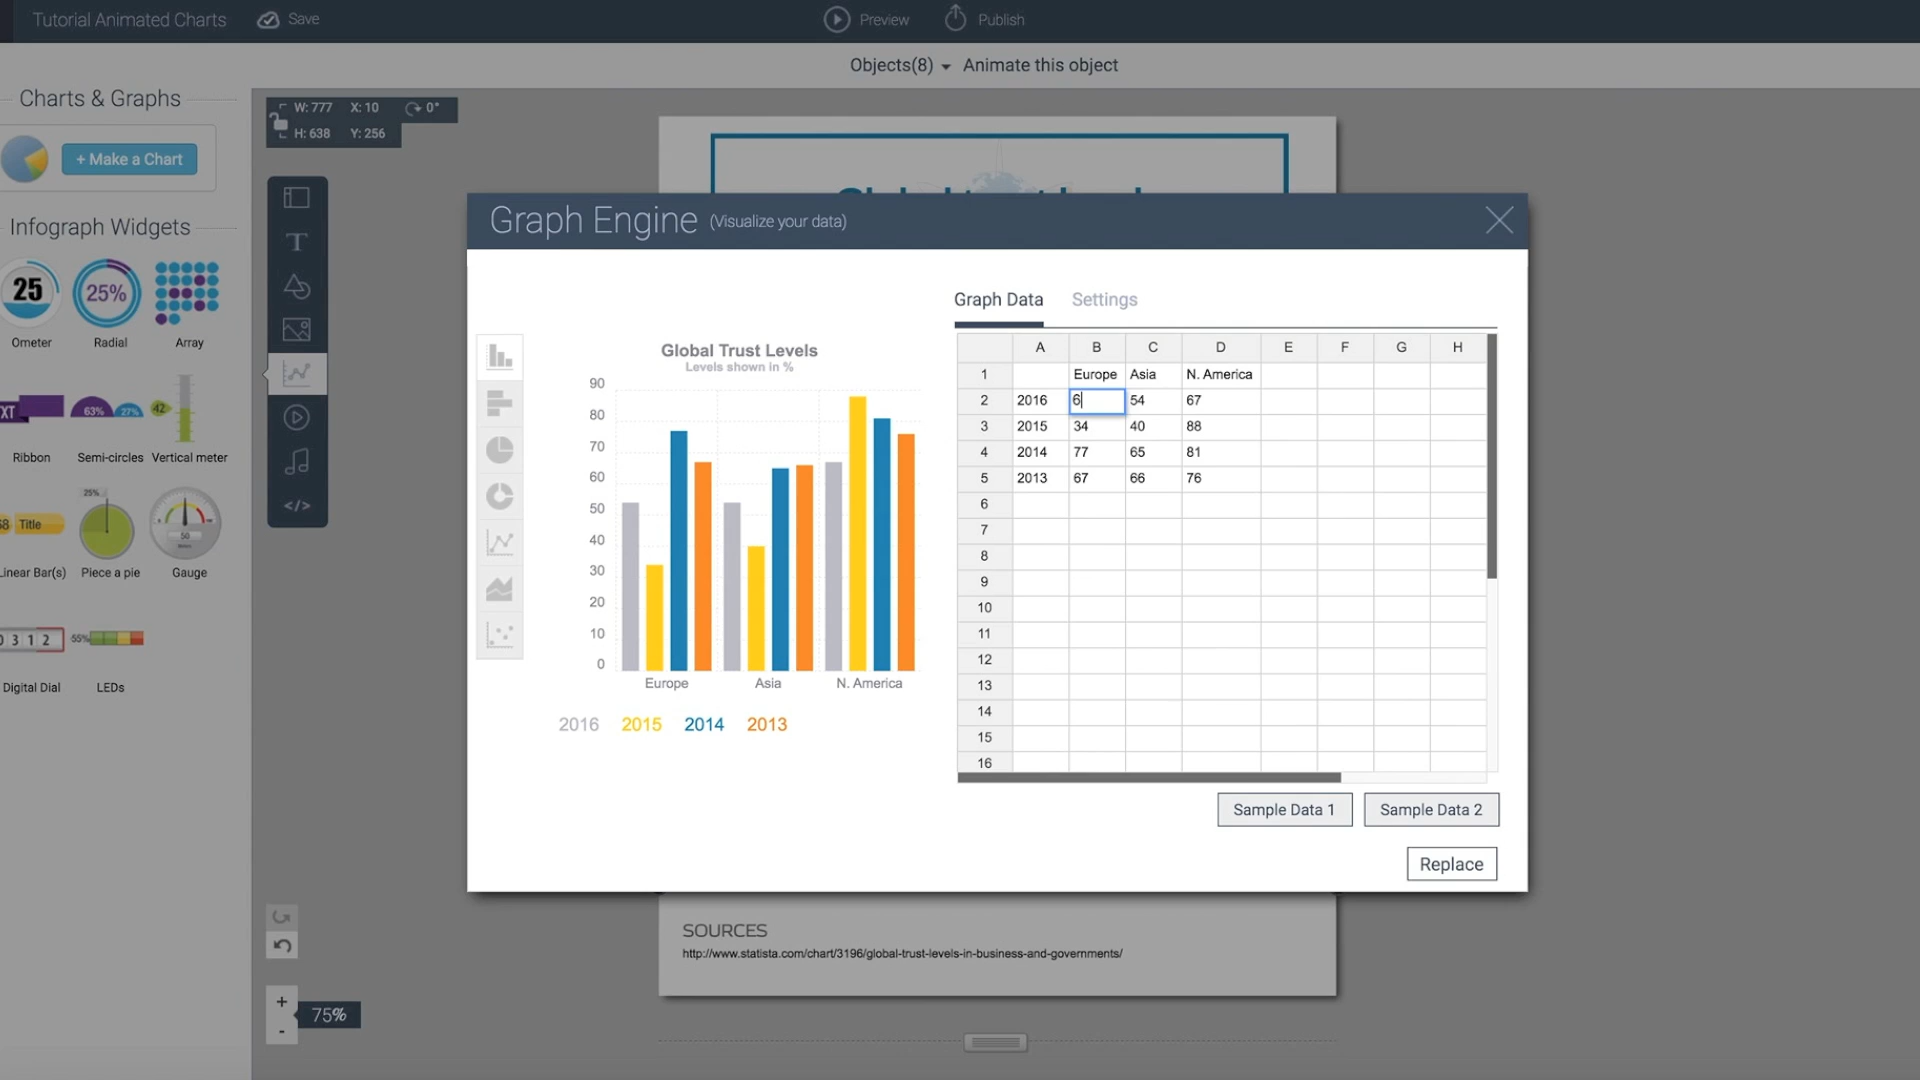 Tutorial Animated Charts Save Preview Publish
Objects(8) Animate this object
Charts & Graphs
+ Make a Chart
Infograph Widgets
25
25%
Ometer Radial Array
63% 27% 42
Ribbon Semi-circles Vertical meter
Title
25%
50
Linear Bar(s) Piece a pie Gauge
0 3 1 2
55%
Digital Dial LEDs
W: 777 X: 10 0°
H: 638 Y: 256
T
</>
+
-
75%
Graph Engine (Visualize your data)
Global Trust Levels
Levels shown in %
90
80
70
60
50
40
30
20
10
0
Europe Asia N. America
2016 2015 2014 2013
Graph Data Settings
A B C D E F G H
1 Europe Asia N. America
2 2016 6 54 67
3 2015 34 40 88
4 2014 77 65 81
5 2013 67 66 76
6
7
8
9
10
11
12
13
14
15
16
Sample Data 1 Sample Data 2
Replace
SOURCES
http://www.statista.com/chart/3196/global-trust-levels-in-business-and-governments/